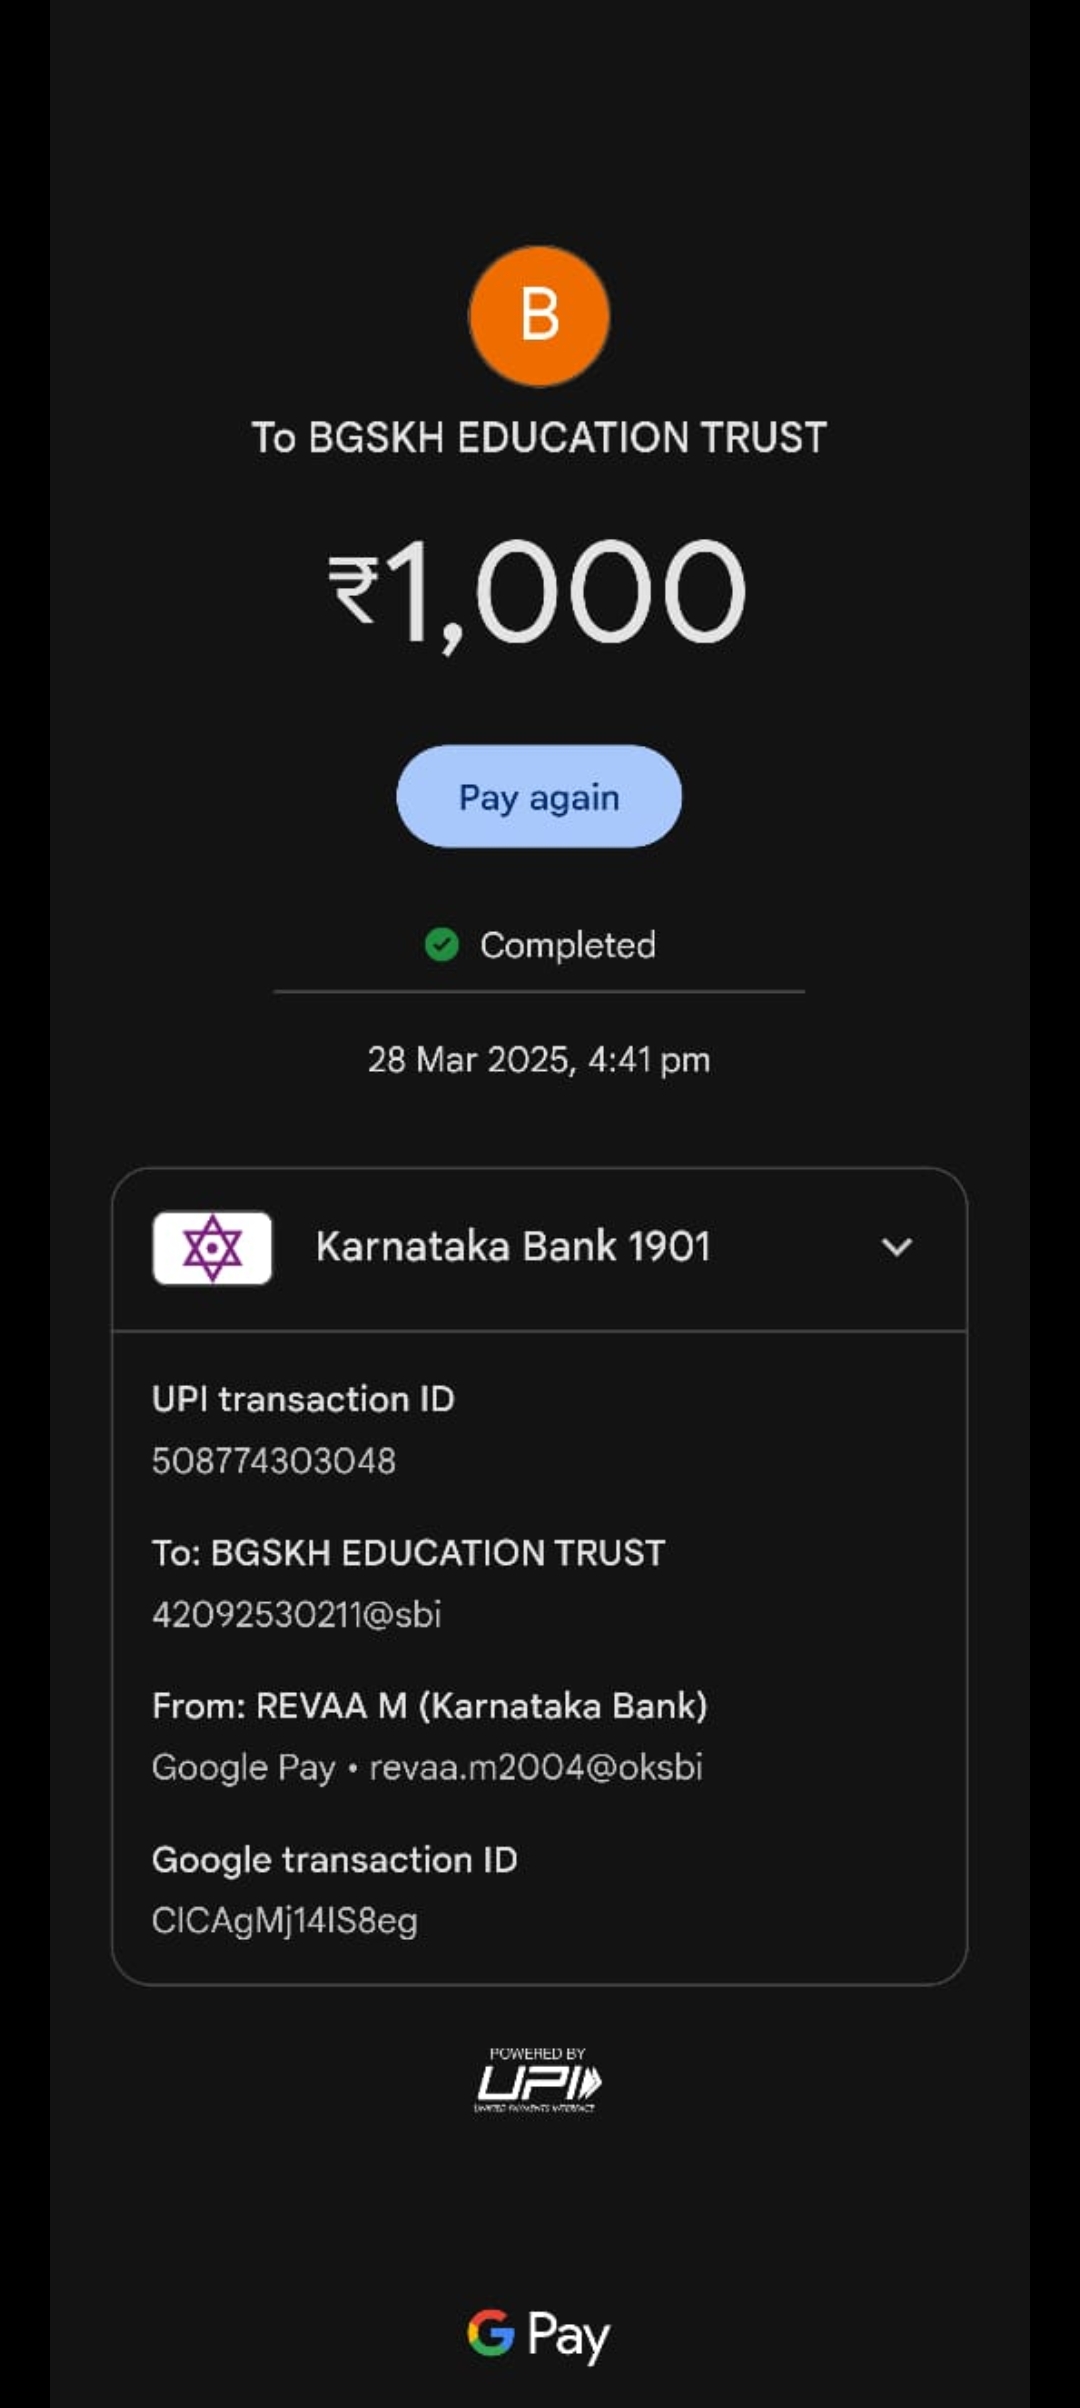 B
To BGSKH EDUCATION TRUST
₹1,000
Pay again
Completed
28 Mar 2025, 4:41 pm
Karnataka Bank 1901
UPI transaction ID
508774303048
To: BGSKH EDUCATION TRUST
42092530211@sbi
From: REVAA M (Karnataka Bank)
Google Pay • revaa.m2004@oksbi
Google transaction ID
CICAgMj14IS8eg
POWERED BY
UPI
UNIFIED PAYMENTS INTERFACE
G Pay